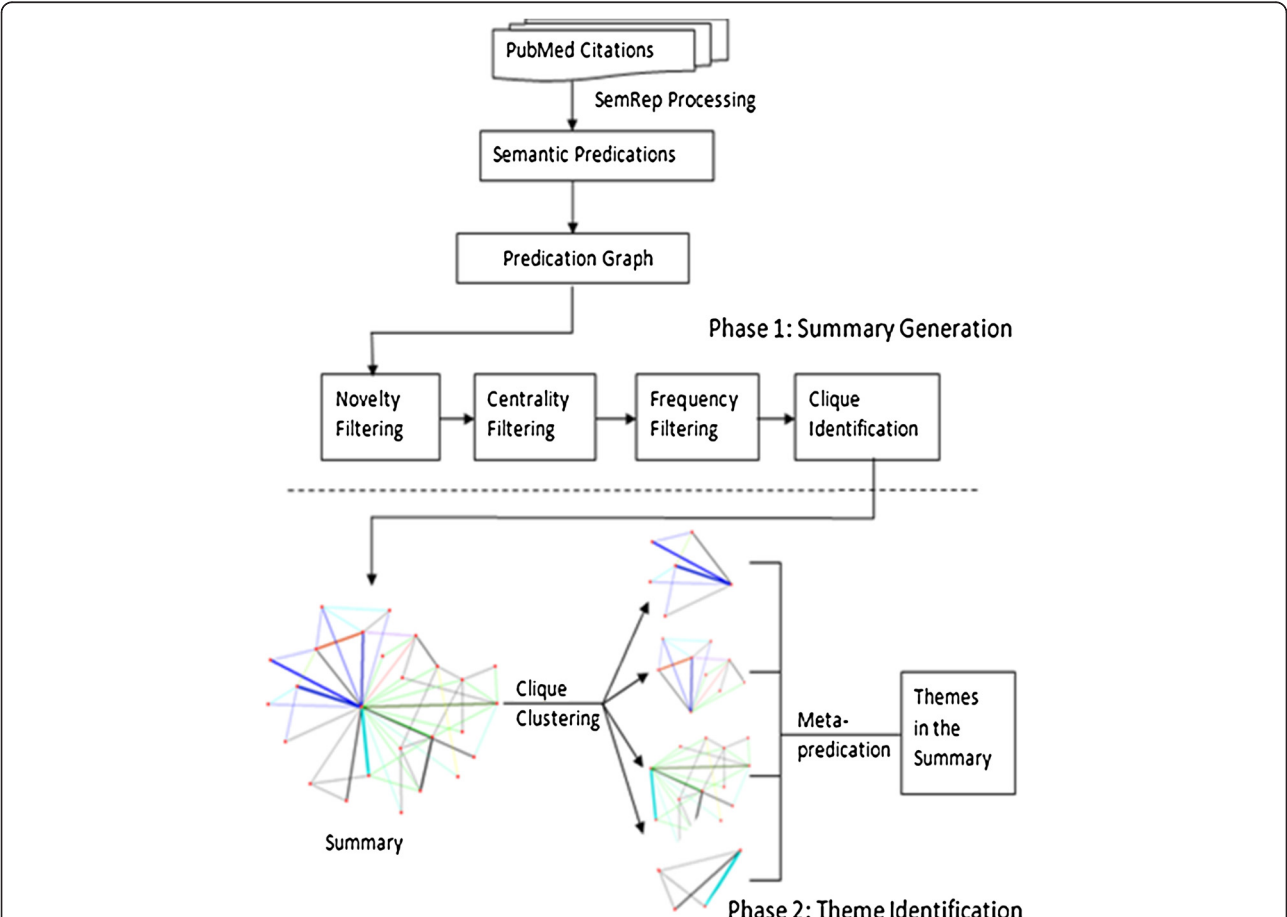 PubMed Citations
SemRep Processing
Semantic Predications
Predication Graph
Phase 1: Summary Generation
Novelty
Filtering
Centrality
Filtering
Frequency
Filtering
Clique
Identification
Clique
Clustering
Meta-
predication
Themes
in the
Summary
Summary
Phase 2: Theme Identification